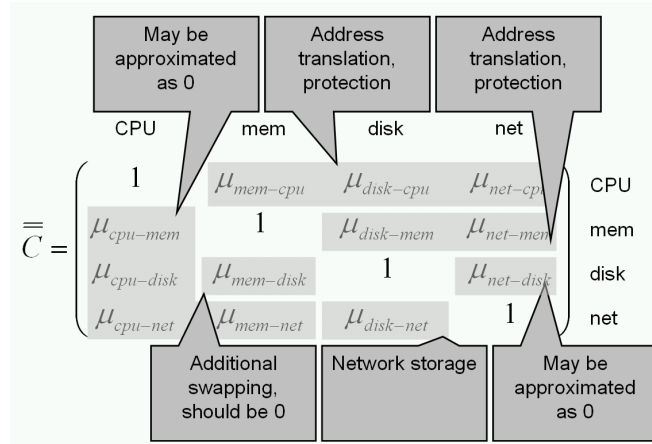 May be
approximated
as 0
Address
translation,
protection
Address
translation,
protection
CPU mem disk net
1 μmem−cpu μdisk−cpu μnet−cpu CPU
μcpu−mem 1 μdisk−mem μnet−mem mem
C =
μcpu−disk μmem−disk 1 μnet−disk disk
μcpu−net μmem−net μdisk−net 1 net
Additional
swapping,
should be 0
Network storage
May be
approximated
as 0